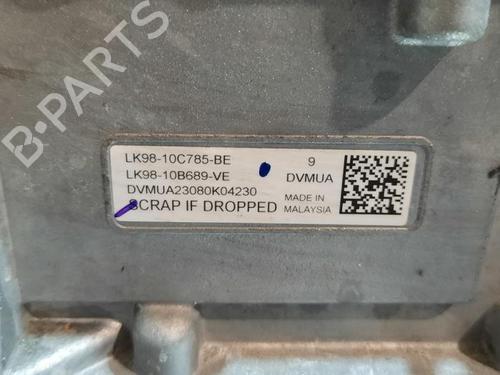 LK98-10C785-BE
LK98-10B689-VE
DVMUA23080K04230
SCRAP IF DROPPED
9
DVMUA
MADE IN
MALAYSIA
B-PARTS